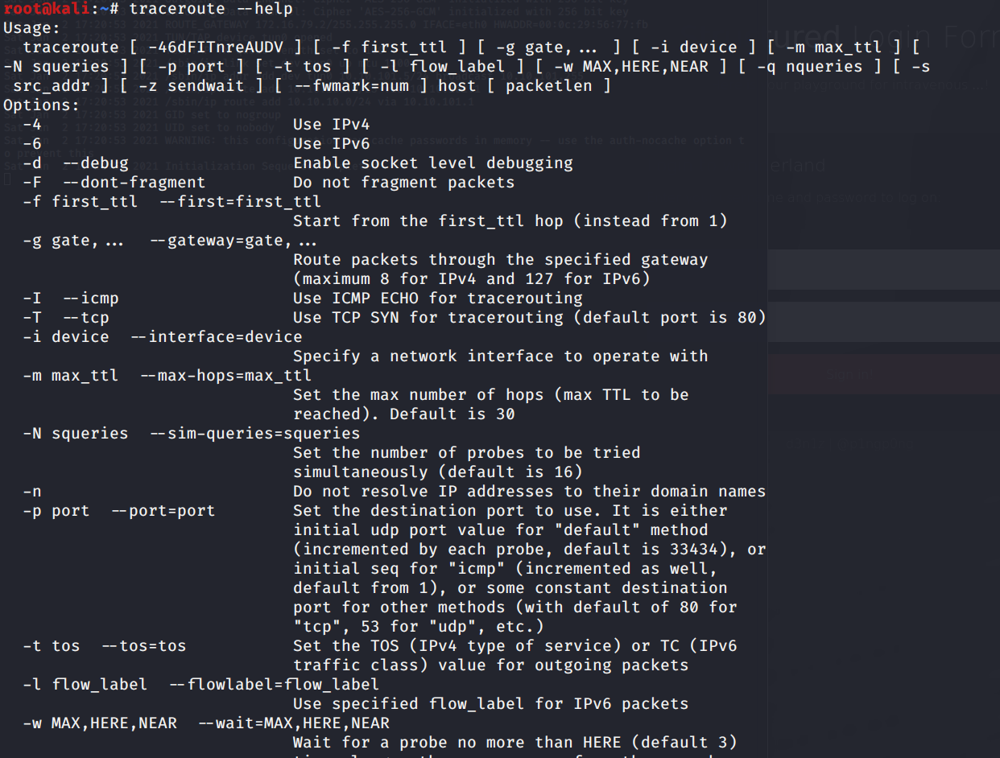 root@kali:~# traceroute --help
Usage:
  traceroute [ -46dFITnreAUDV ] [ -f first_ttl ] [ -g gate,... ] [ -i device ] [ -m max_ttl ] [
-N squeries ] [ -p port ] [ -t tos ] [ -l flow_label ] [ -w MAX,HERE,NEAR ] [ -q nqueries ] [ -s
 src_addr ] [ -z sendwait ] [ --fwmark=num ] host [ packetlen ]
Options:
  -4                          Use IPv4
  -6                          Use IPv6
  -d  --debug                 Enable socket level debugging
  -F  --dont-fragment         Do not fragment packets
  -f first_ttl  --first=first_ttl
                              Start from the first_ttl hop (instead from 1)
  -g gate,...  --gateway=gate,...
                              Route packets through the specified gateway
                              (maximum 8 for IPv4 and 127 for IPv6)
  -I  --icmp                  Use ICMP ECHO for tracerouting
  -T  --tcp                   Use TCP SYN for tracerouting (default port is 80)
  -i device  --interface=device
                              Specify a network interface to operate with
  -m max_ttl  --max-hops=max_ttl
                              Set the max number of hops (max TTL to be
                              reached). Default is 30
  -N squeries  --sim-queries=squeries
                              Set the number of probes to be tried
                              simultaneously (default is 16)
  -n                          Do not resolve IP addresses to their domain names
  -p port  --port=port        Set the destination port to use. It is either
                              initial udp port value for "default" method
                              (incremented by each probe, default is 33434), or
                              initial seq for "icmp" (incremented as well,
                              default from 1), or some constant destination
                              port for other methods (with default of 80 for
                              "tcp", 53 for "udp", etc.)
  -t tos  --tos=tos           Set the TOS (IPv4 type of service) or TC (IPv6
                              traffic class) value for outgoing packets
  -l flow_label  --flowlabel=flow_label
                              Use specified flow_label for IPv6 packets
  -w MAX,HERE,NEAR  --wait=MAX,HERE,NEAR
                              Wait for a probe no more than HERE (default 3)